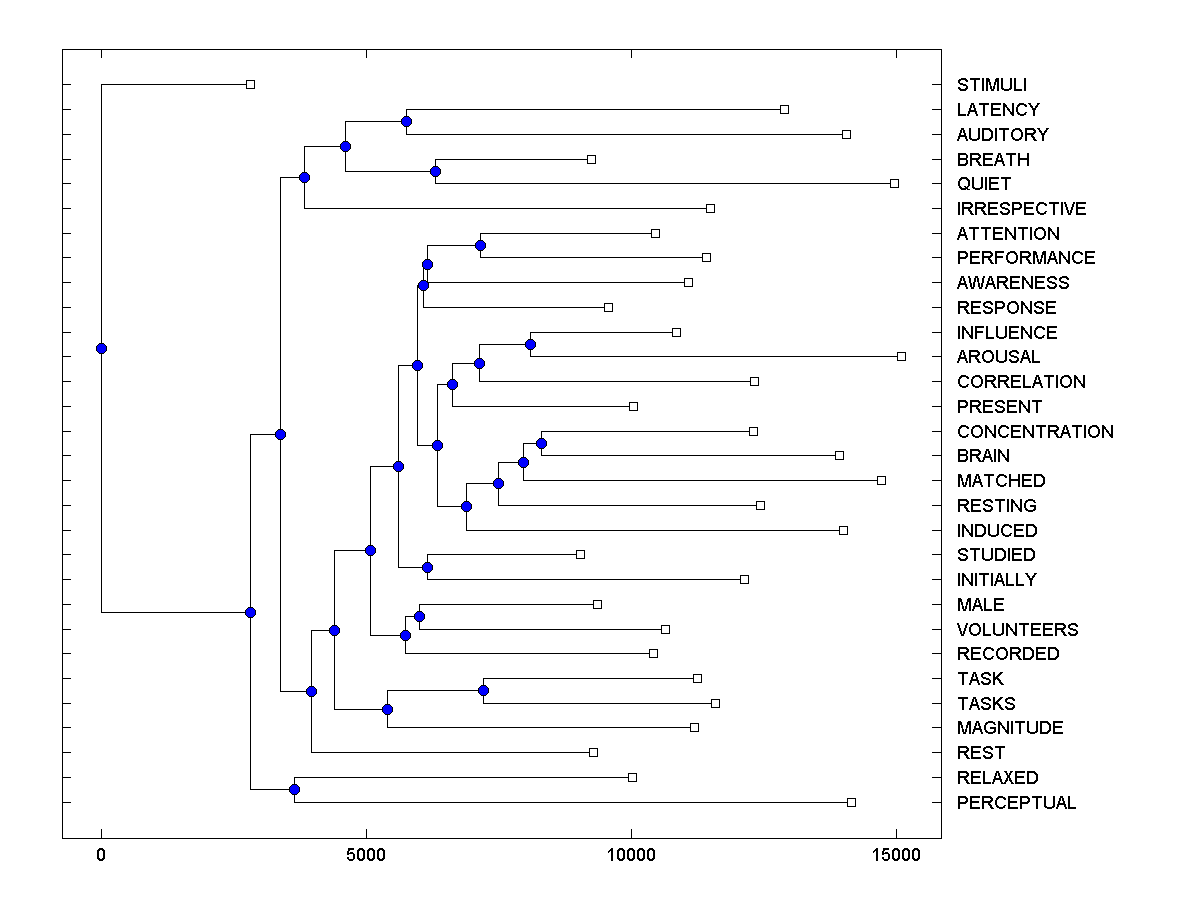 STIMULI
LATENCY
AUDITORY
BREATH
QUIET
IRRESPECTIVE
ATTENTION
PERFORMANCE
AWARENESS
RESPONSE
INFLUENCE
AROUSAL
CORRELATION
PRESENT
CONCENTRATION
BRAIN
MATCHED
RESTING
INDUCED
STUDIED
INITIALLY
MALE
VOLUNTEERS
RECORDED
TASK
TASKS
MAGNITUDE
REST
RELAXED
PERCEPTUAL
0 5000 10000 15000